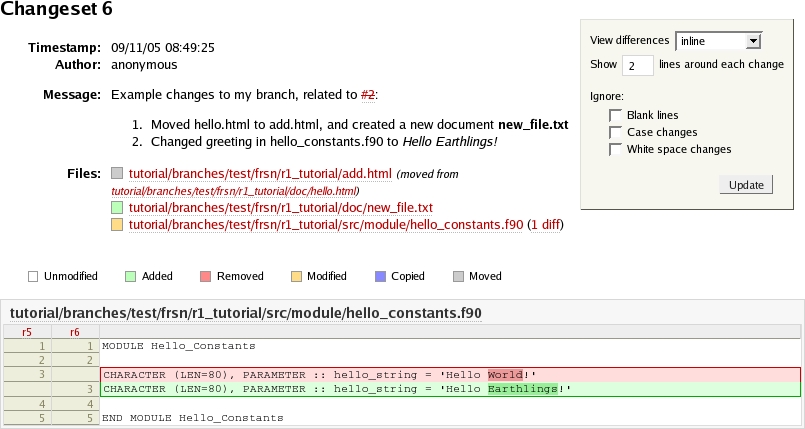 Changeset 6
Timestamp: 09/11/05 08:49:25
Author: anonymous
Message: Example changes to my branch, related to #2:
1. Moved hello.html to add.html, and created a new document new_file.txt
2. Changed greeting in hello_constants.f90 to Hello Earthlings!
Files: tutorial/branches/test/frsn/r1_tutorial/add.html (moved from
tutorial/branches/test/frsn/r1_tutorial/doc/hello.html)
tutorial/branches/test/frsn/r1_tutorial/doc/new_file.txt
tutorial/branches/test/frsn/r1_tutorial/src/module/hello_constants.f90 (1 diff)
View differences inline
Show 2 lines around each change
Ignore:
Blank lines
Case changes
White space changes
Update
Unmodified Added Removed Modified Copied Moved
tutorial/branches/test/frsn/r1_tutorial/src/module/hello_constants.f90
r5 r6
1 1 MODULE Hello_Constants
2 2
3 CHARACTER (LEN=80), PARAMETER :: hello_string = 'Hello World!'
3 CHARACTER (LEN=80), PARAMETER :: hello_string = 'Hello Earthlings!'
4 4
5 5 END MODULE Hello_Constants